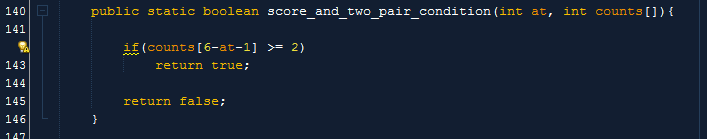 140 public static boolean score_and_two_pair_condition(int at, int counts[]){
141
if(counts[6-at-1] >= 2)
143 return true;
144
145 return false;
146 }
147